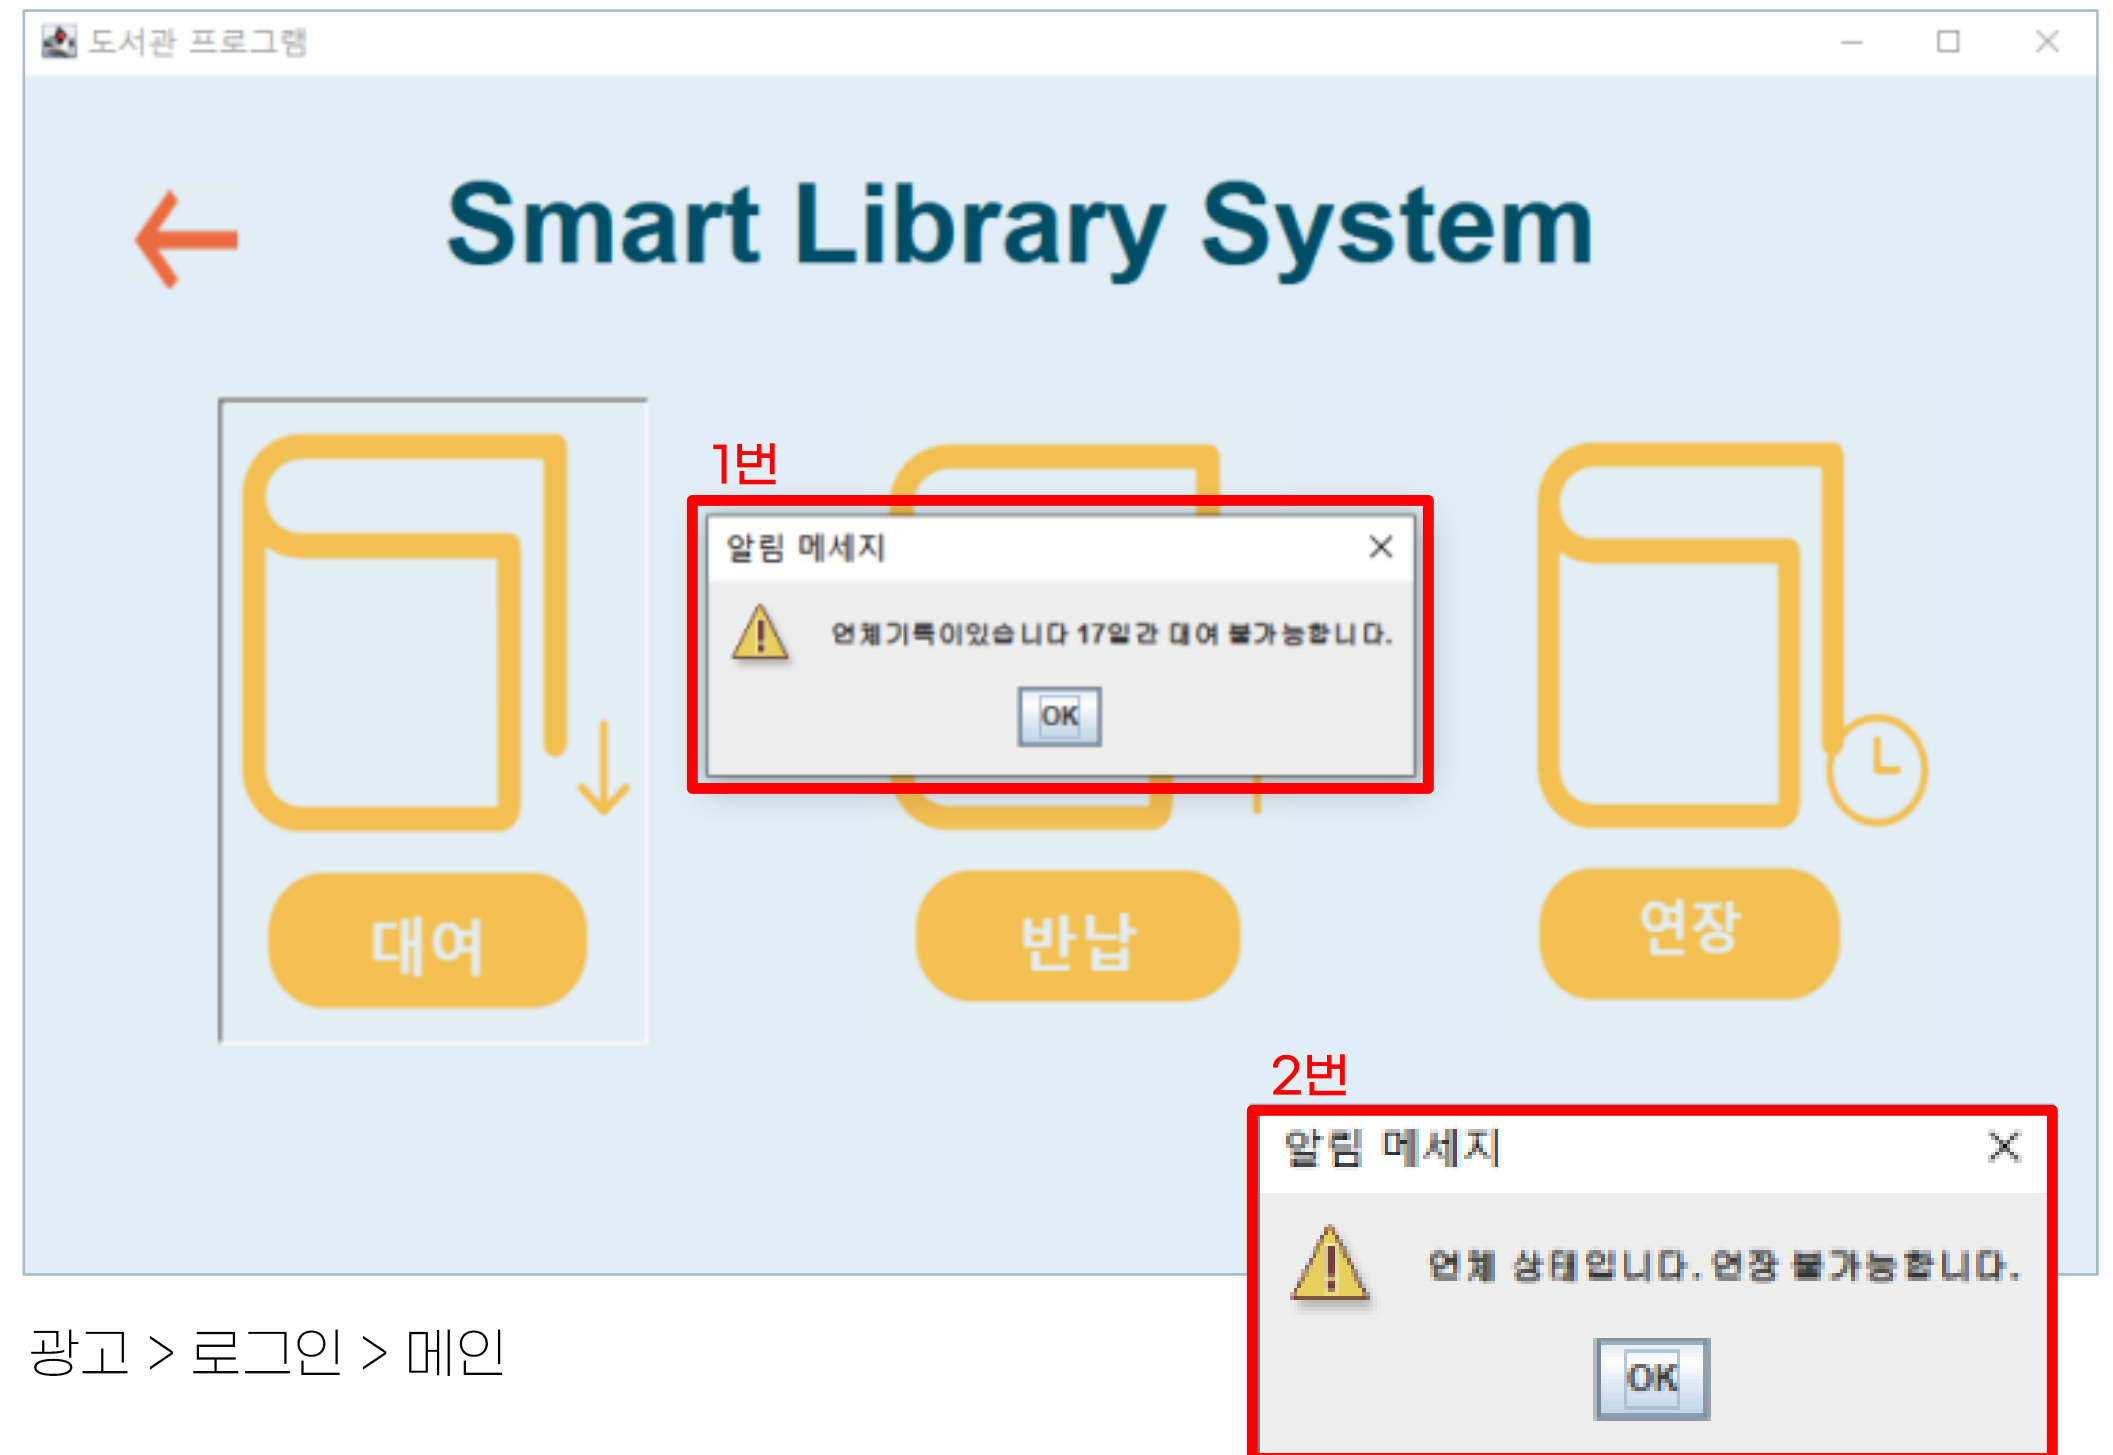 도서관 프로그램
Smart Library System
1번
알림 메세지
연체기록이있습니다 17일간 대여 불가능합니다.
OK
대여
반납
연장
2번
알림 메세지
연체 상태입니다. 연장 불가능합니다.
OK
광고 > 로그인 > 메인